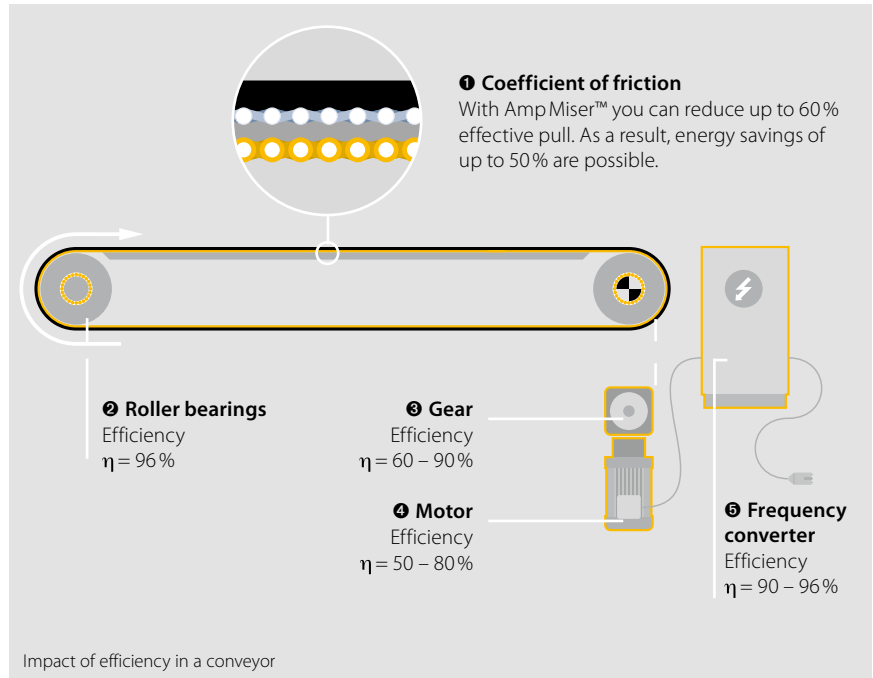 ❶ Coefficient of friction
With AmpMiser™ you can reduce up to 60%
effective pull. As a result, energy savings of
up to 50% are possible.
❷ Roller bearings
Efficiency
η = 96%
❸ Gear
Efficiency
η = 60 – 90%
❹ Motor
Efficiency
η = 50 – 80%
❺ Frequency
converter
Efficiency
η = 90 – 96%
Impact of efficiency in a conveyor